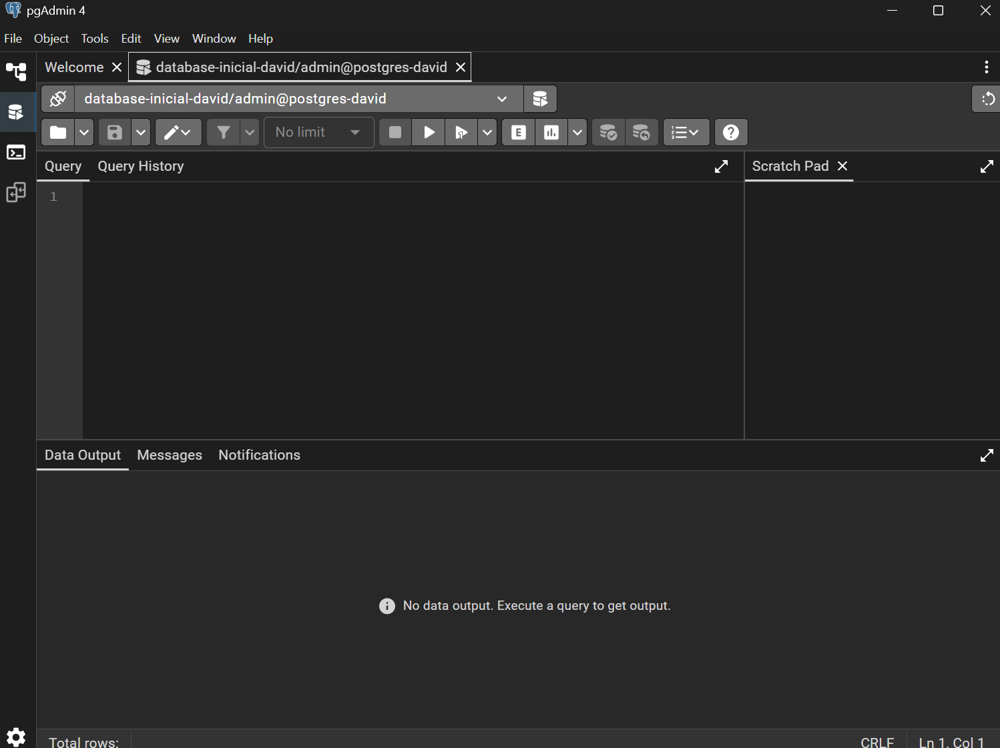 pgAdmin 4
File Object Tools Edit View Window Help
Welcome database-inicial-david/admin@postgres-david
database-inicial-david/admin@postgres-david
No limit E
Query Query History Scratch Pad
1
Data Output Messages Notifications
No data output. Execute a query to get output.
Total rows: CRLF Ln 1, Col 1